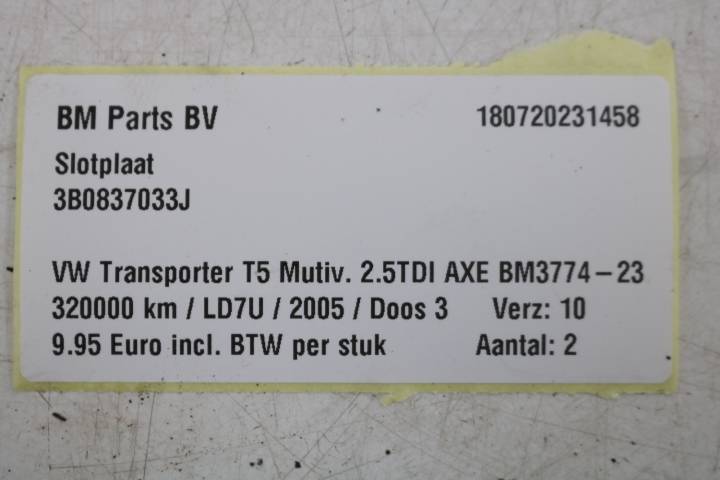 BM Parts BV 180720231458
Slotplaat
3B0837033J
VW Transporter T5 Mutiv. 2.5TDI AXE BM3774-23
320000 km / LD7U / 2005 / Doos 3 Verz: 10
9.95 Euro incl. BTW per stuk Aantal: 2